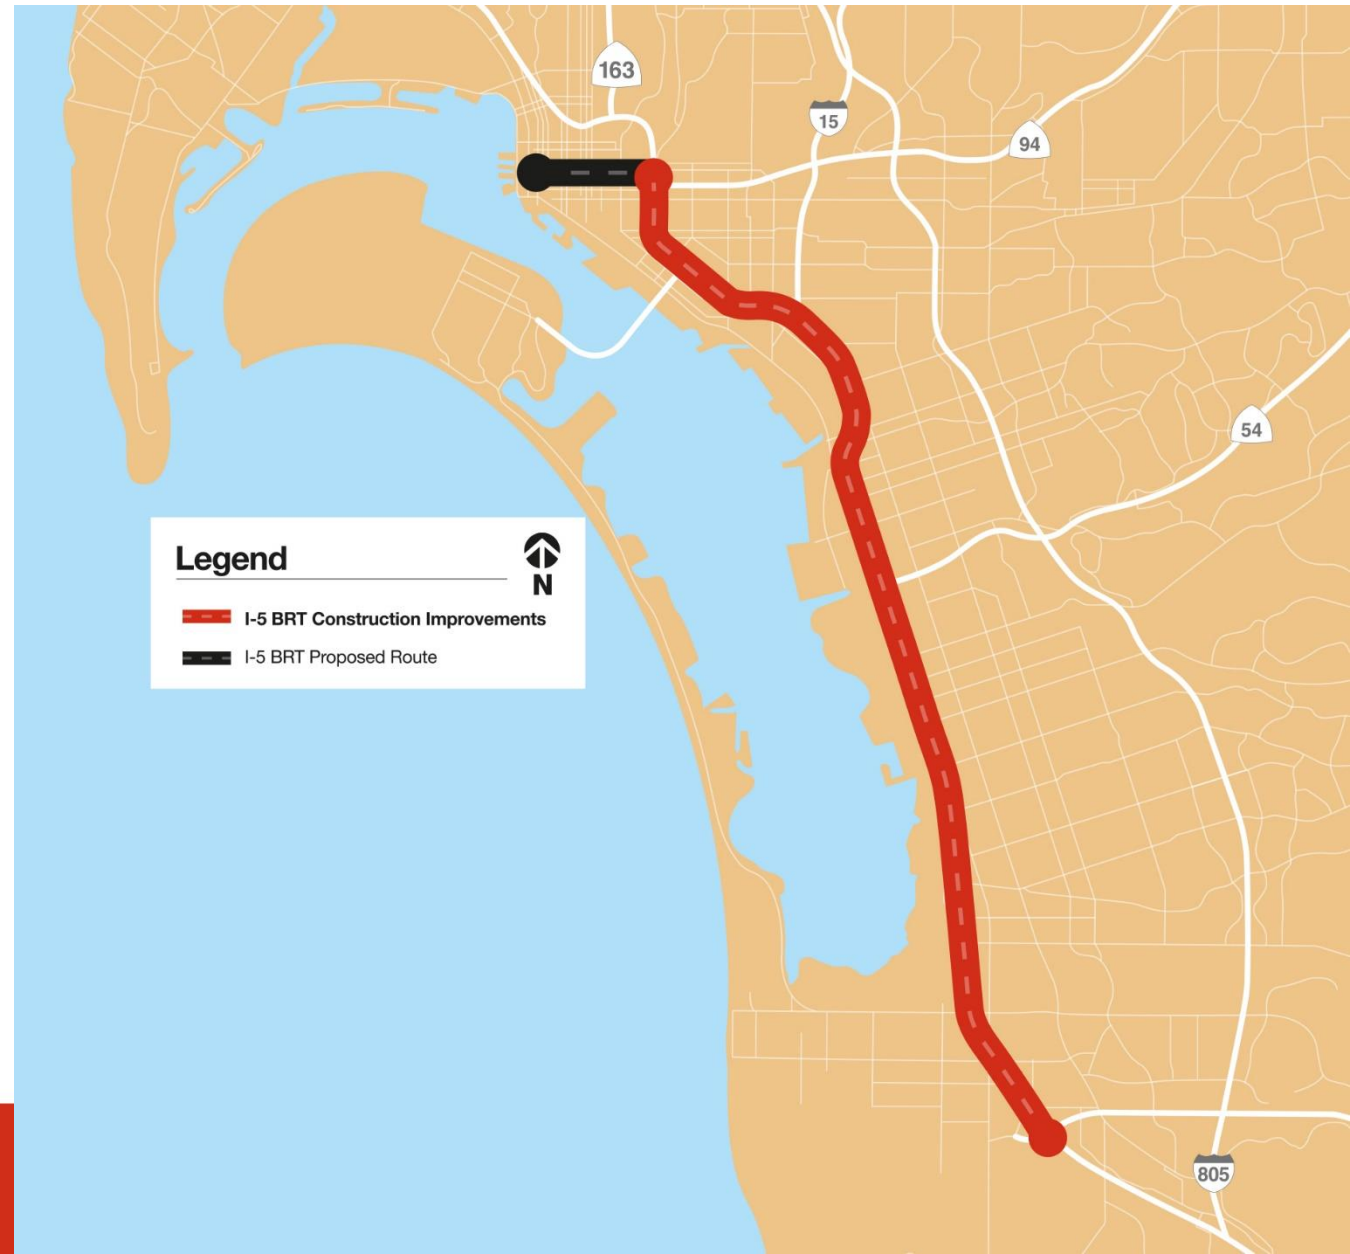 163
15
94
54
Legend
N
I-5 BRT Construction Improvements
I-5 BRT Proposed Route
805